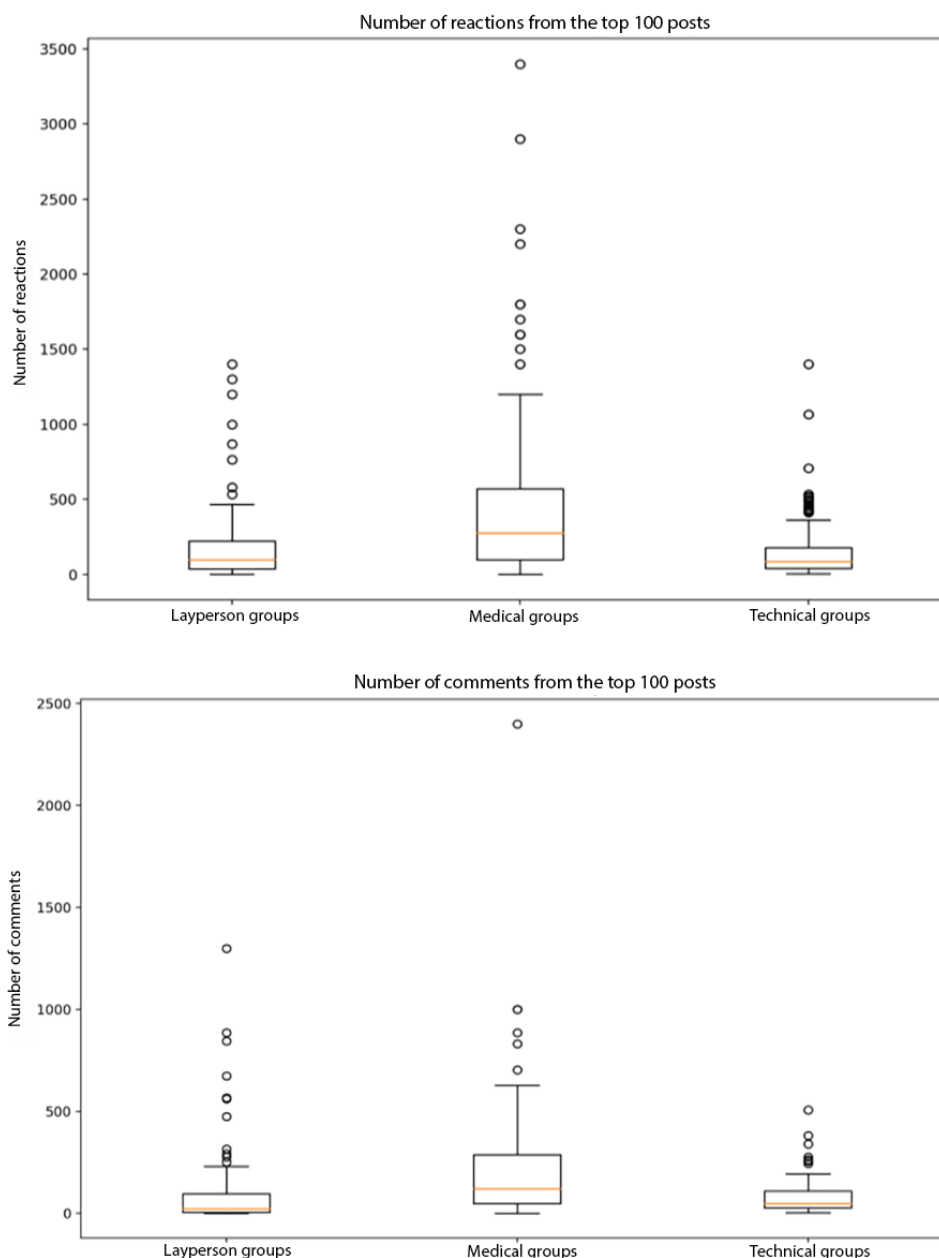 Number of reactions from the top 100 posts
3500
3000
2500
2000
1500
1000
500
0
Number of reactions
Layperson groups Medical groups Technical groups
Number of comments from the top 100 posts
2500
2000
1500
1000
500
0
Number of comments
Layperson groups Medical groups Technical groups